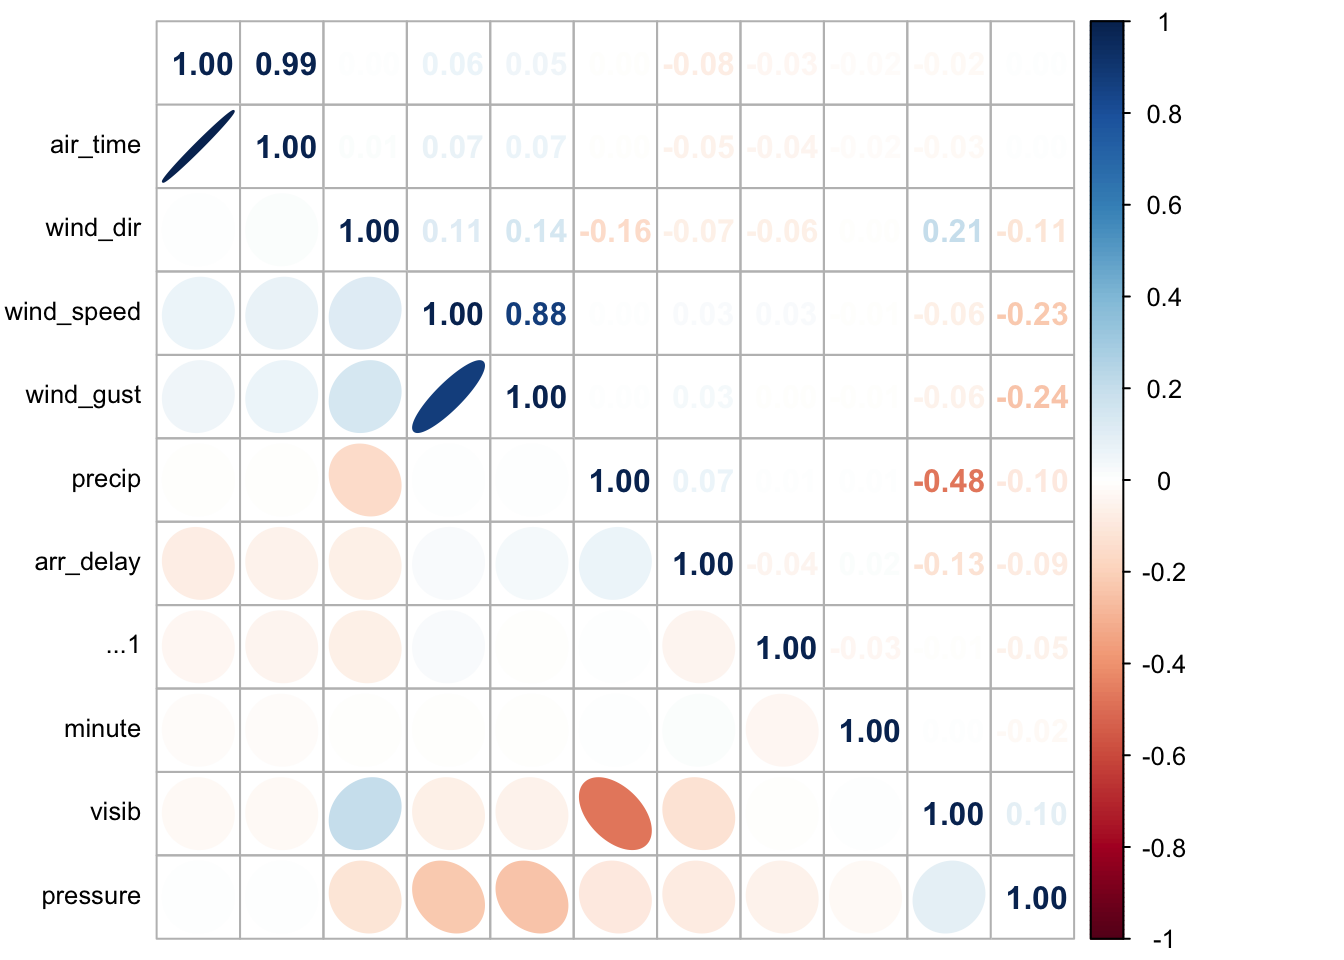 1
1.00 0.99 0.06 0.05 -0.08 -0.03 -0.02 -0.02
0.8
air_time 1.00 0.01 0.07 0.07 -0.05 -0.04 -0.02 -0.03
0.6
wind_dir 1.00 0.11 0.14 -0.16 -0.07 -0.06 0.21 -0.11
wind_speed 1.00 0.88 0.03 0.03 -0.06 -0.23
0.4
0.2
wind_gust 1.00 0.03 -0.06 -0.24
precip 1.00 0.07 -0.48 -0.10
0
arr_delay 1.00 -0.04 0.02 -0.13 -0.09
-0.2
...1 1.00 -0.03 -0.05
-0.4
minute 1.00 -0.02
-0.6
visib 1.00 0.10
-0.8
pressure 1.00
-1